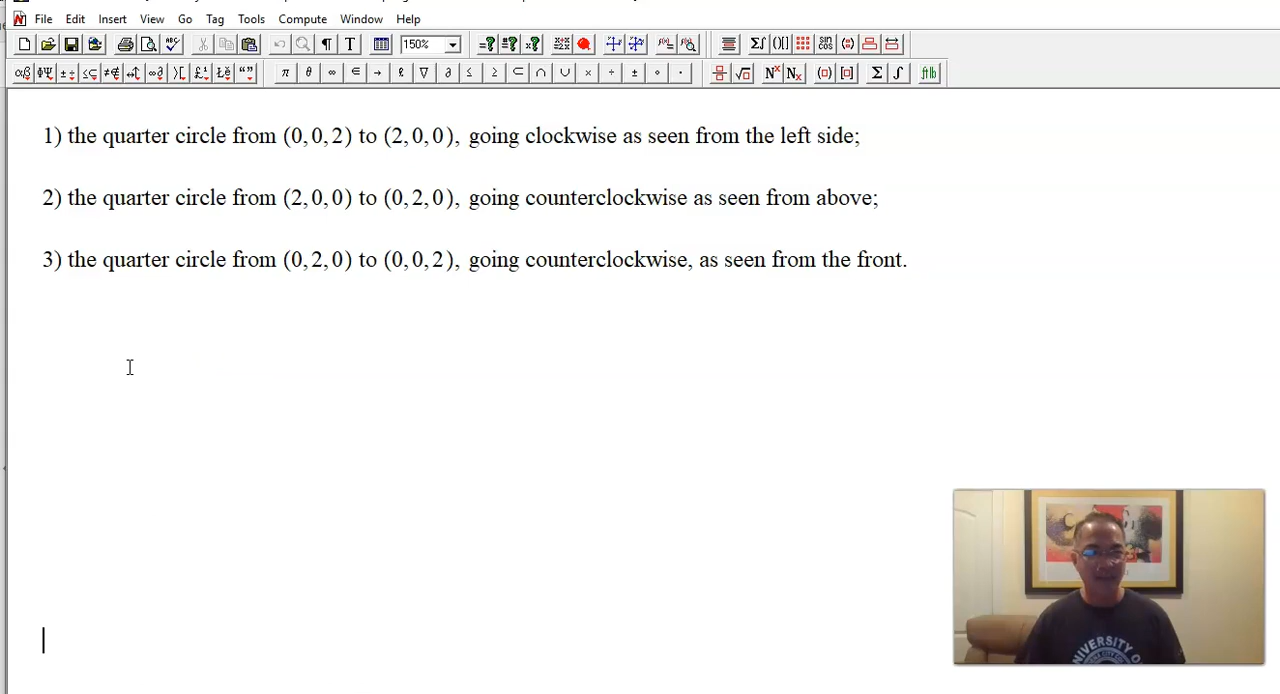 File Edit Insert View Go Tag Tools Compute Window Help
150%
1) the quarter circle from (0,0,2) to (2,0,0), going clockwise as seen from the left side;
2) the quarter circle from (2,0,0) to (0,2,0), going counterclockwise as seen from above;
3) the quarter circle from (0,2,0) to (0,0,2), going counterclockwise, as seen from the front.